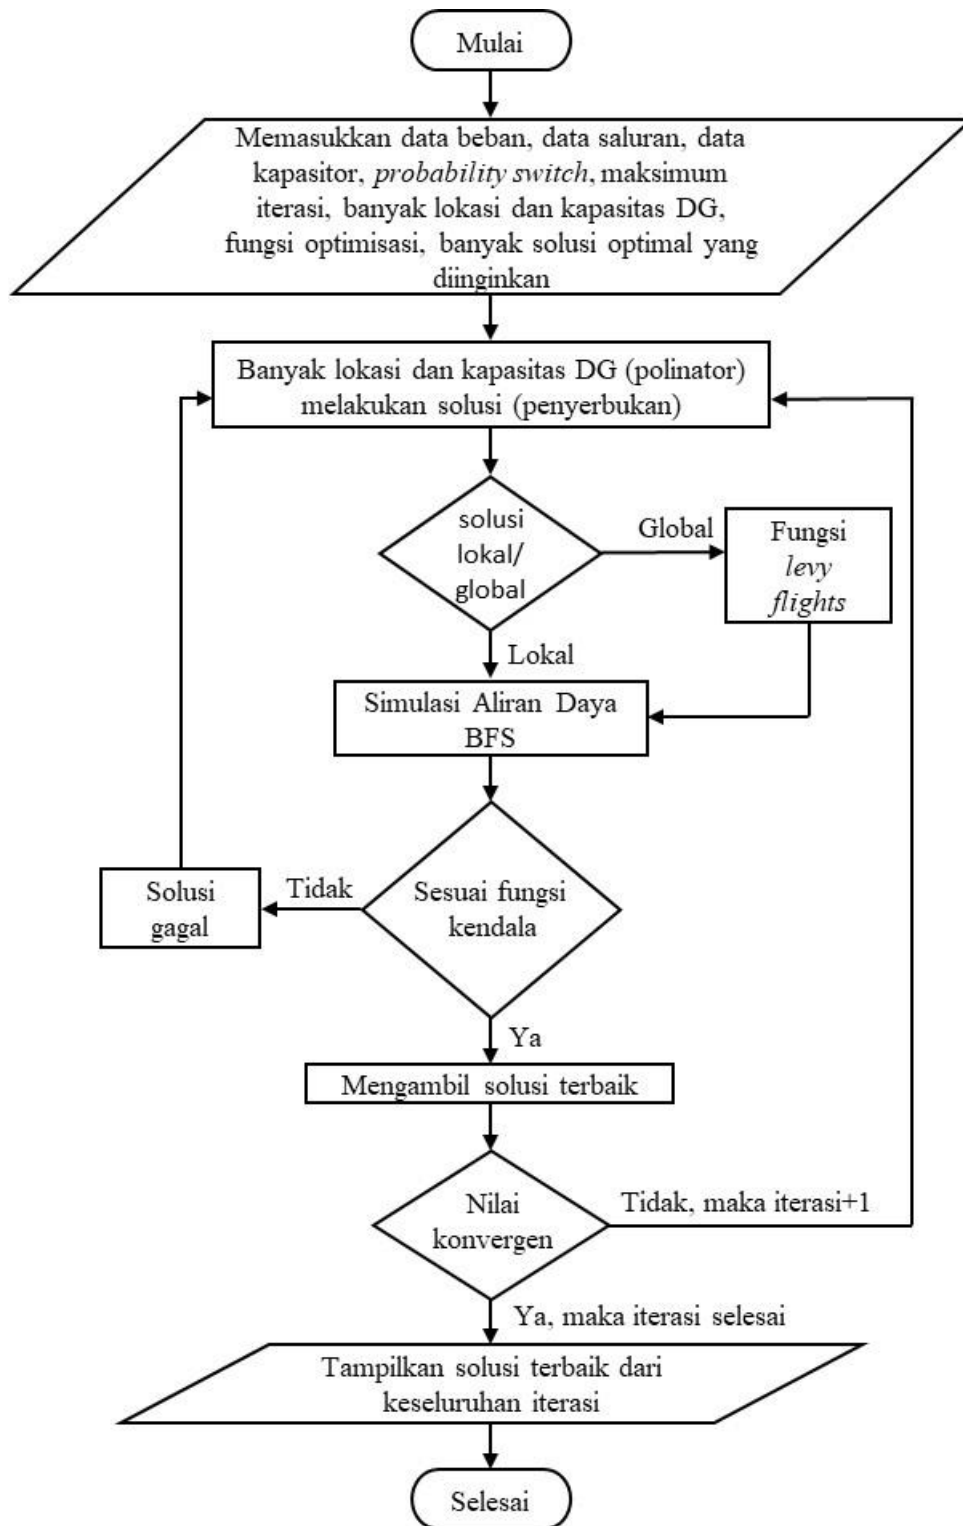 Mulai
Memasukkan data beban, data saluran, data
kapasitor, probability switch, maksimum
iterasi, banyak lokasi dan kapasitas DG,
fungsi optimisasi, banyak solusi optimal yang
diinginkan
Banyak lokasi dan kapasitas DG (polinator)
melakukan solusi (penyerbukan)
solusi
lokal/
global
Global
Fungsi
levy
flights
Lokal
Simulasi Aliran Daya
BFS
Sesuai fungsi
kendala
Tidak
Solusi
gagal
Ya
Mengambil solusi terbaik
Nilai
konvergen
Tidak, maka iterasi+1
Ya, maka iterasi selesai
Tampilkan solusi terbaik dari
keseluruhan iterasi
Selesai